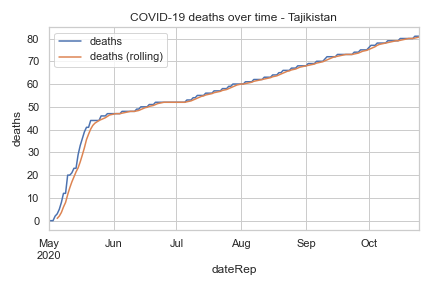 COVID-19 deaths over time - Tajikistan
deaths
deaths (rolling)
80
70
60
50
40
30
20
10
0
deaths
May Jun Jul Aug Sep Oct
2020
dateRep